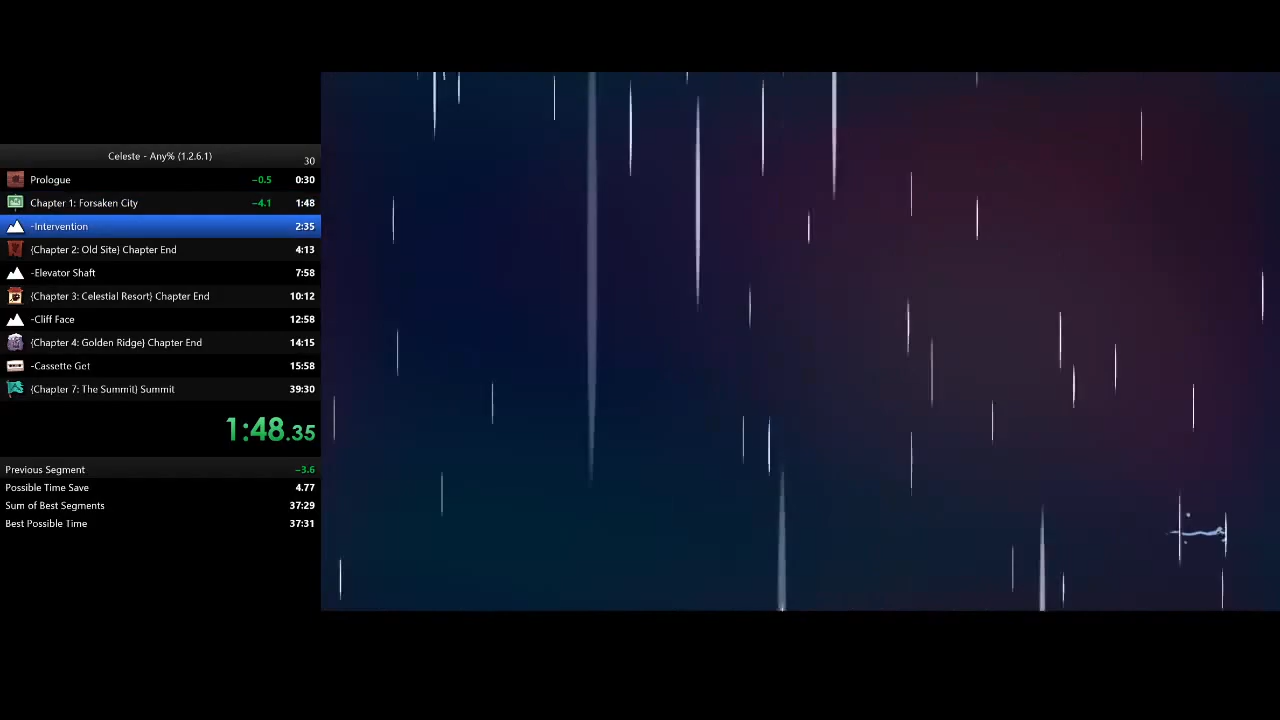 Celeste - Any% (1.2.6.1)
30
Prologue −0.5 0:30
Chapter 1: Forsaken City −4.1 1:48
-Intervention 2:35
{Chapter 2: Old Site} Chapter End 4:13
-Elevator Shaft 7:58
{Chapter 3: Celestial Resort} Chapter End 10:12
-Cliff Face 12:58
{Chapter 4: Golden Ridge} Chapter End 14:15
-Cassette Get 15:58
{Chapter 7: The Summit} Summit 39:30
1:48.35
Previous Segment −3.6
Possible Time Save 4.77
Sum of Best Segments 37:29
Best Possible Time 37:31